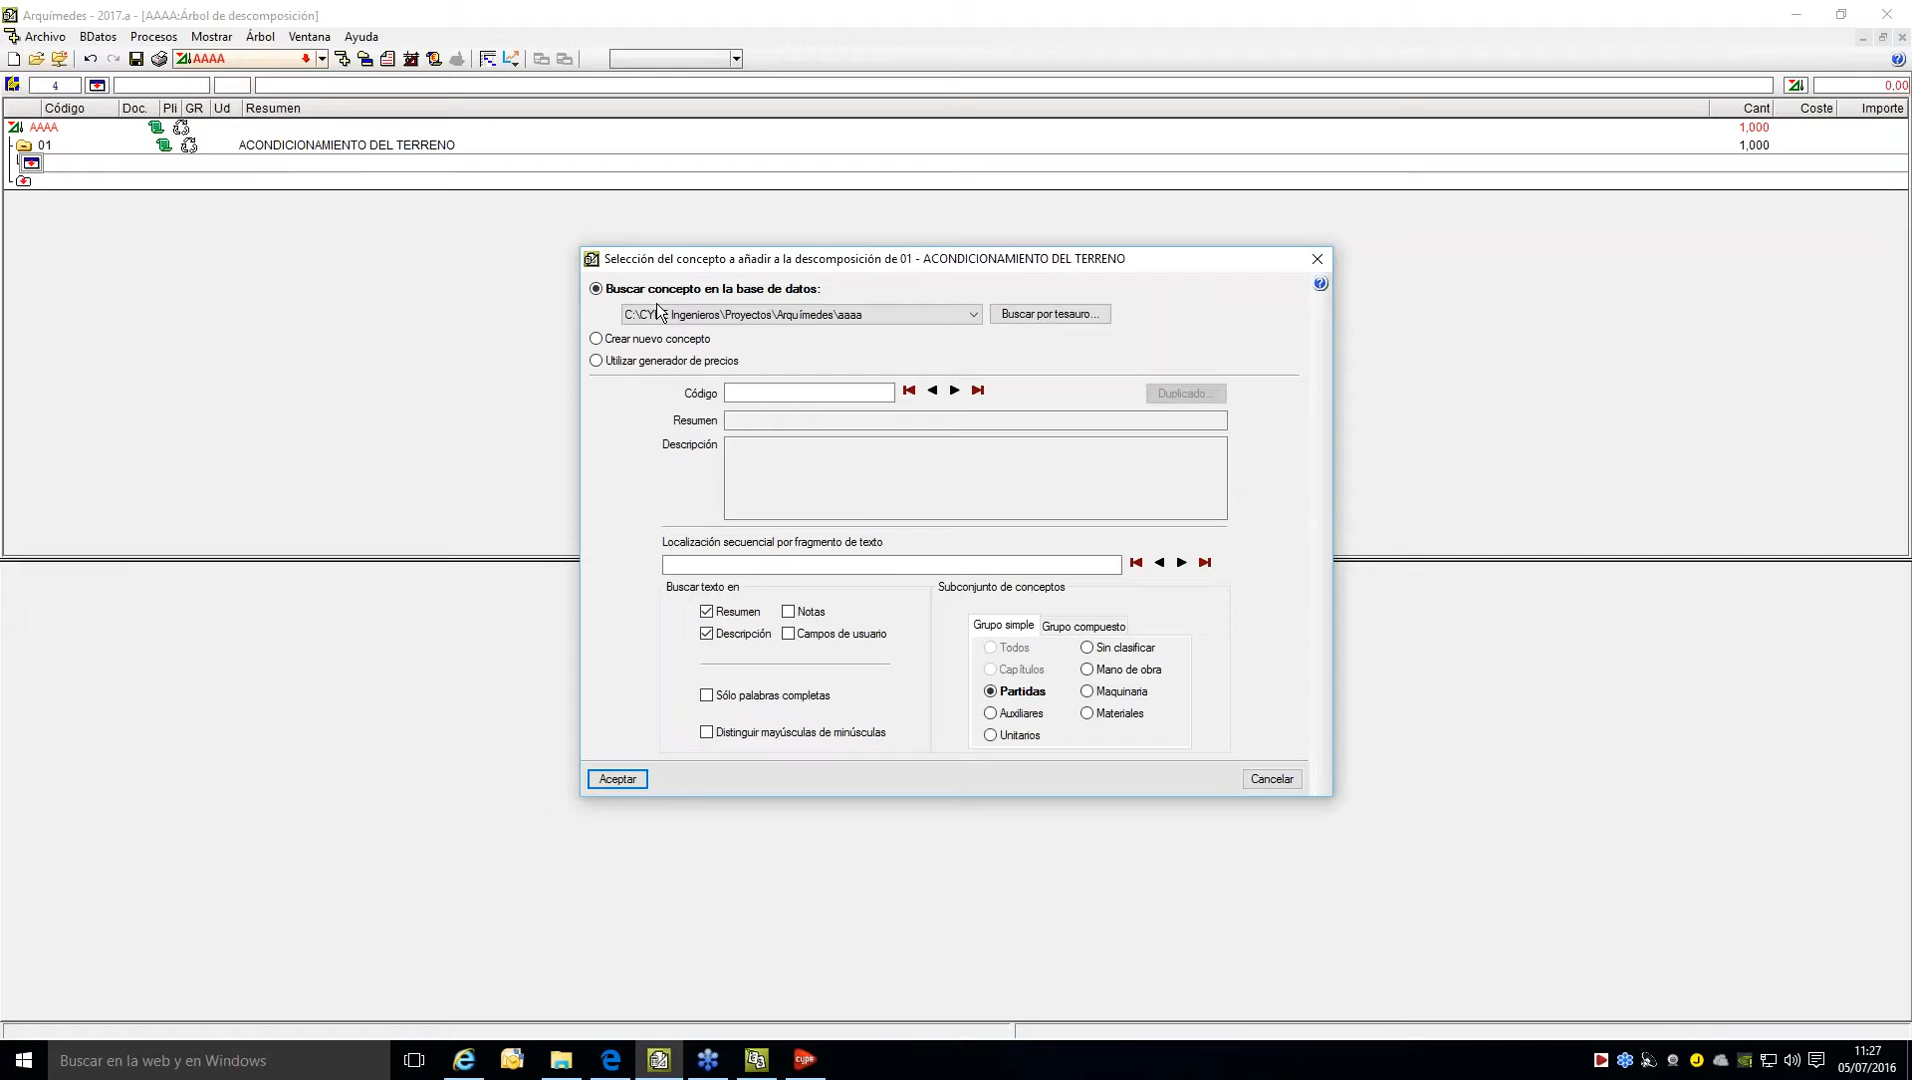 Arquímedes - 2017.a - [AAAA:Árbol de descomposición]
Archivo BDatos Procesos Mostrar Árbol Ventana Ayuda
AAAA
4 0,00
Código Doc. Pli GR Ud Resumen Cant Coste Importe
AAAA 1,000
01 ACONDICIONAMIENTO DEL TERRENO 1,000
Selección del concepto a añadir a la descomposición de 01 - ACONDICIONAMIENTO DEL TERRENO
Buscar concepto en la base de datos:
Ingenieros\Proyectos\Arquímedes\aaaa Buscar por tesauro...
Crear nuevo concepto
Utilizar generador de precios
Código Duplicado...
Resumen
Descripción
Localización secuencial por fragmento de texto
Buscar texto en Subconjunto de conceptos
Resumen Notas Grupo simple Grupo compuesto
Descripción Campos de usuario Todos Sin clasificar
Capítulos Mano de obra
Sólo palabras completas Partidas Maquinaria
Auxiliares Materiales
Distinguir mayúsculas de minúsculas Unitarios
Aceptar Cancelar
Buscar en la web y en Windows
cype
11:27
05/07/2016